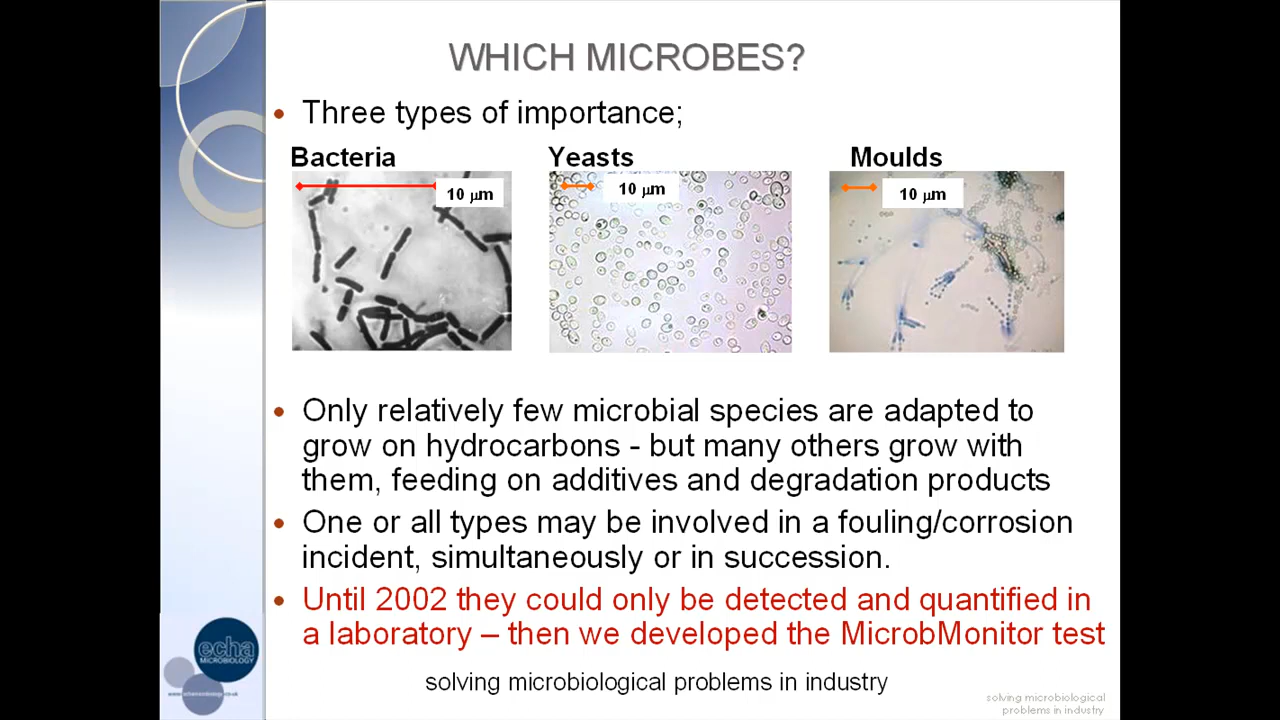 WHICH MICROBES?
• Three types of importance;
Bacteria
Yeasts
Moulds
10 μm
10 μm
10 μm
• Only relatively few microbial species are adapted to
grow on hydrocarbons - but many others grow with
them, feeding on additives and degradation products
• One or all types may be involved in a fouling/corrosion
incident, simultaneously or in succession.
• Until 2002 they could only be detected and quantified in
a laboratory – then we developed the MicrobMonitor test
echa
MICROBIOLOGY
www.echamicrobiology.co.uk
solving microbiological problems in industry
solving microbiological
problems in industry